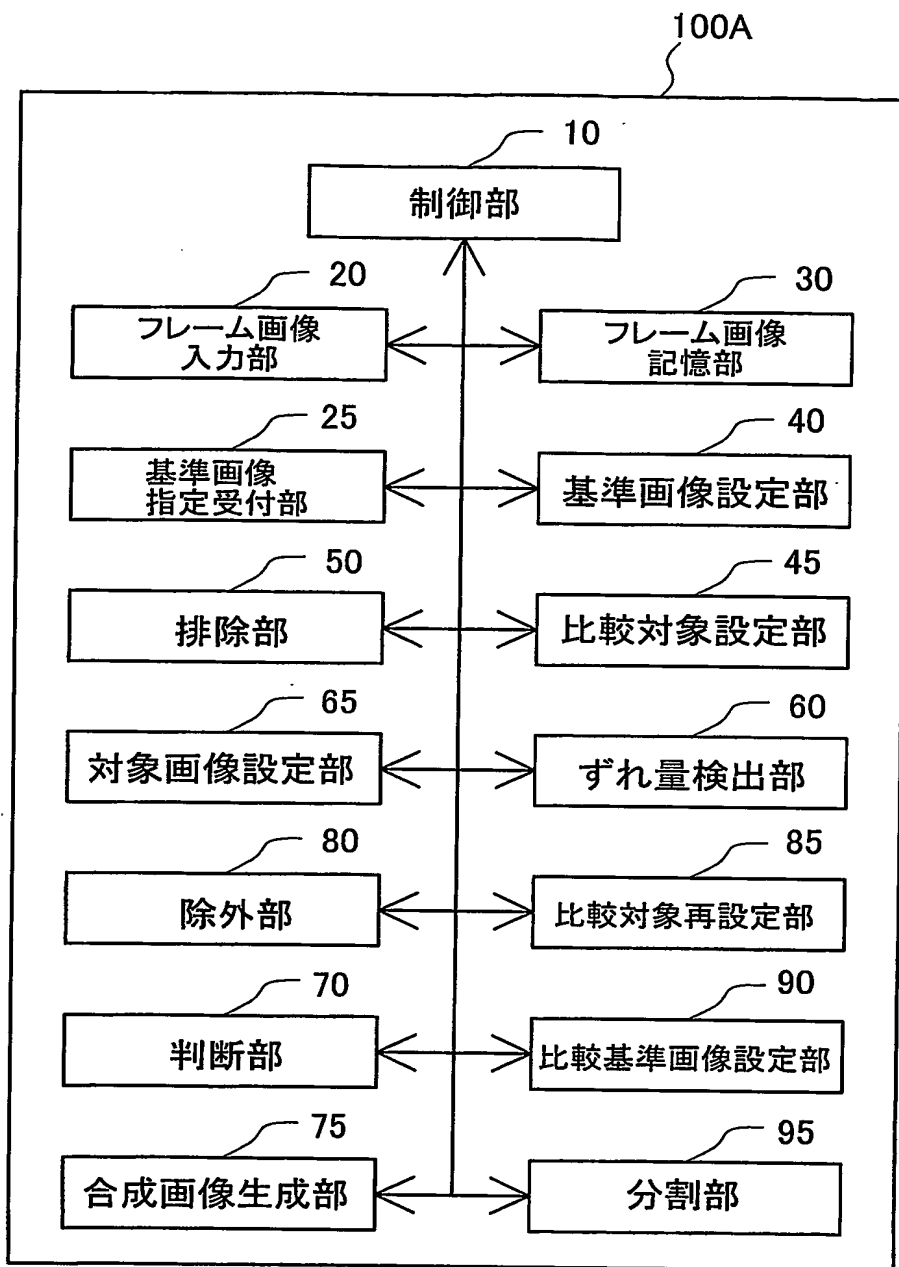 100A
10
制御部
20
フレーム画像
入力部
30
フレーム画像
記憶部
25
基準画像
指定受付部
40
基準画像設定部
50
排除部
45
比較対象設定部
65
対象画像設定部
60
ずれ量検出部
80
除外部
85
比較対象再設定部
70
判断部
90
比較基準画像設定部
75
合成画像生成部
95
分割部